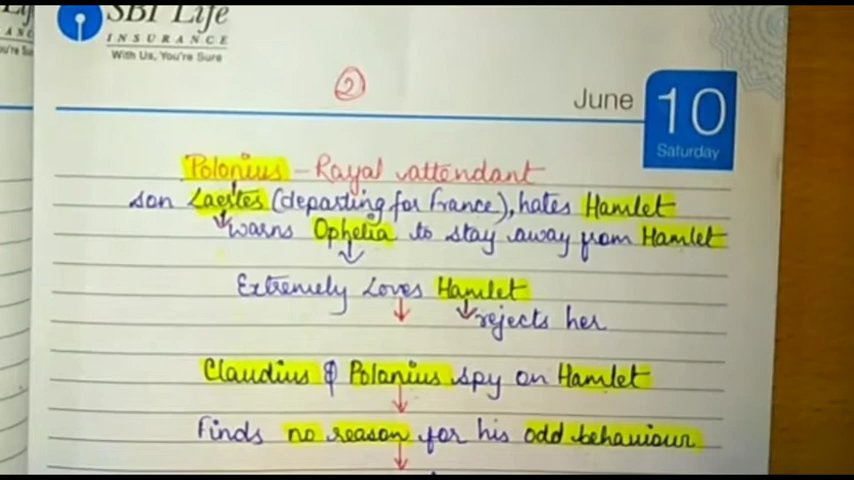 SBI Life
INSURANCE
With Us, You're Sure
2
June 10
Saturday
Polonius - Royal attendant
son Laertes (departing for France), hates Hamlet
warns Ophelia to stay away from Hamlet
Extremely Loves Hamlet
rejects her
Claudius & Polonius spy on Hamlet
Finds no reason for his odd behaviour